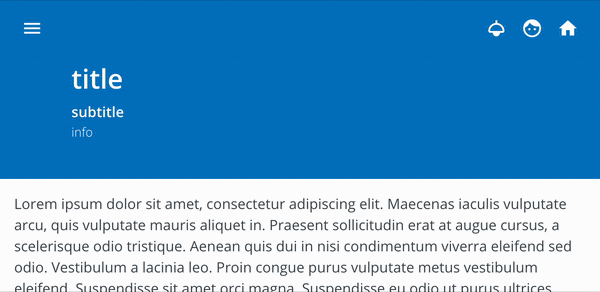 title
subtitle
info
Lorem ipsum dolor sit amet, consectetur adipiscing elit. Maecenas iaculis vulputate
arcu, quis vulputate mauris aliquet in. Praesent sollicitudin erat at augue cursus, a
scelerisque odio tristique. Aenean quis dui in nisi condimentum viverra eleifend sed
odio. Vestibulum a lacinia leo. Proin congue purus vulputate metus vestibulum
eleifend. Suspendisse sit amet orci magna. Suspendisse eu odio ut purus ultrices